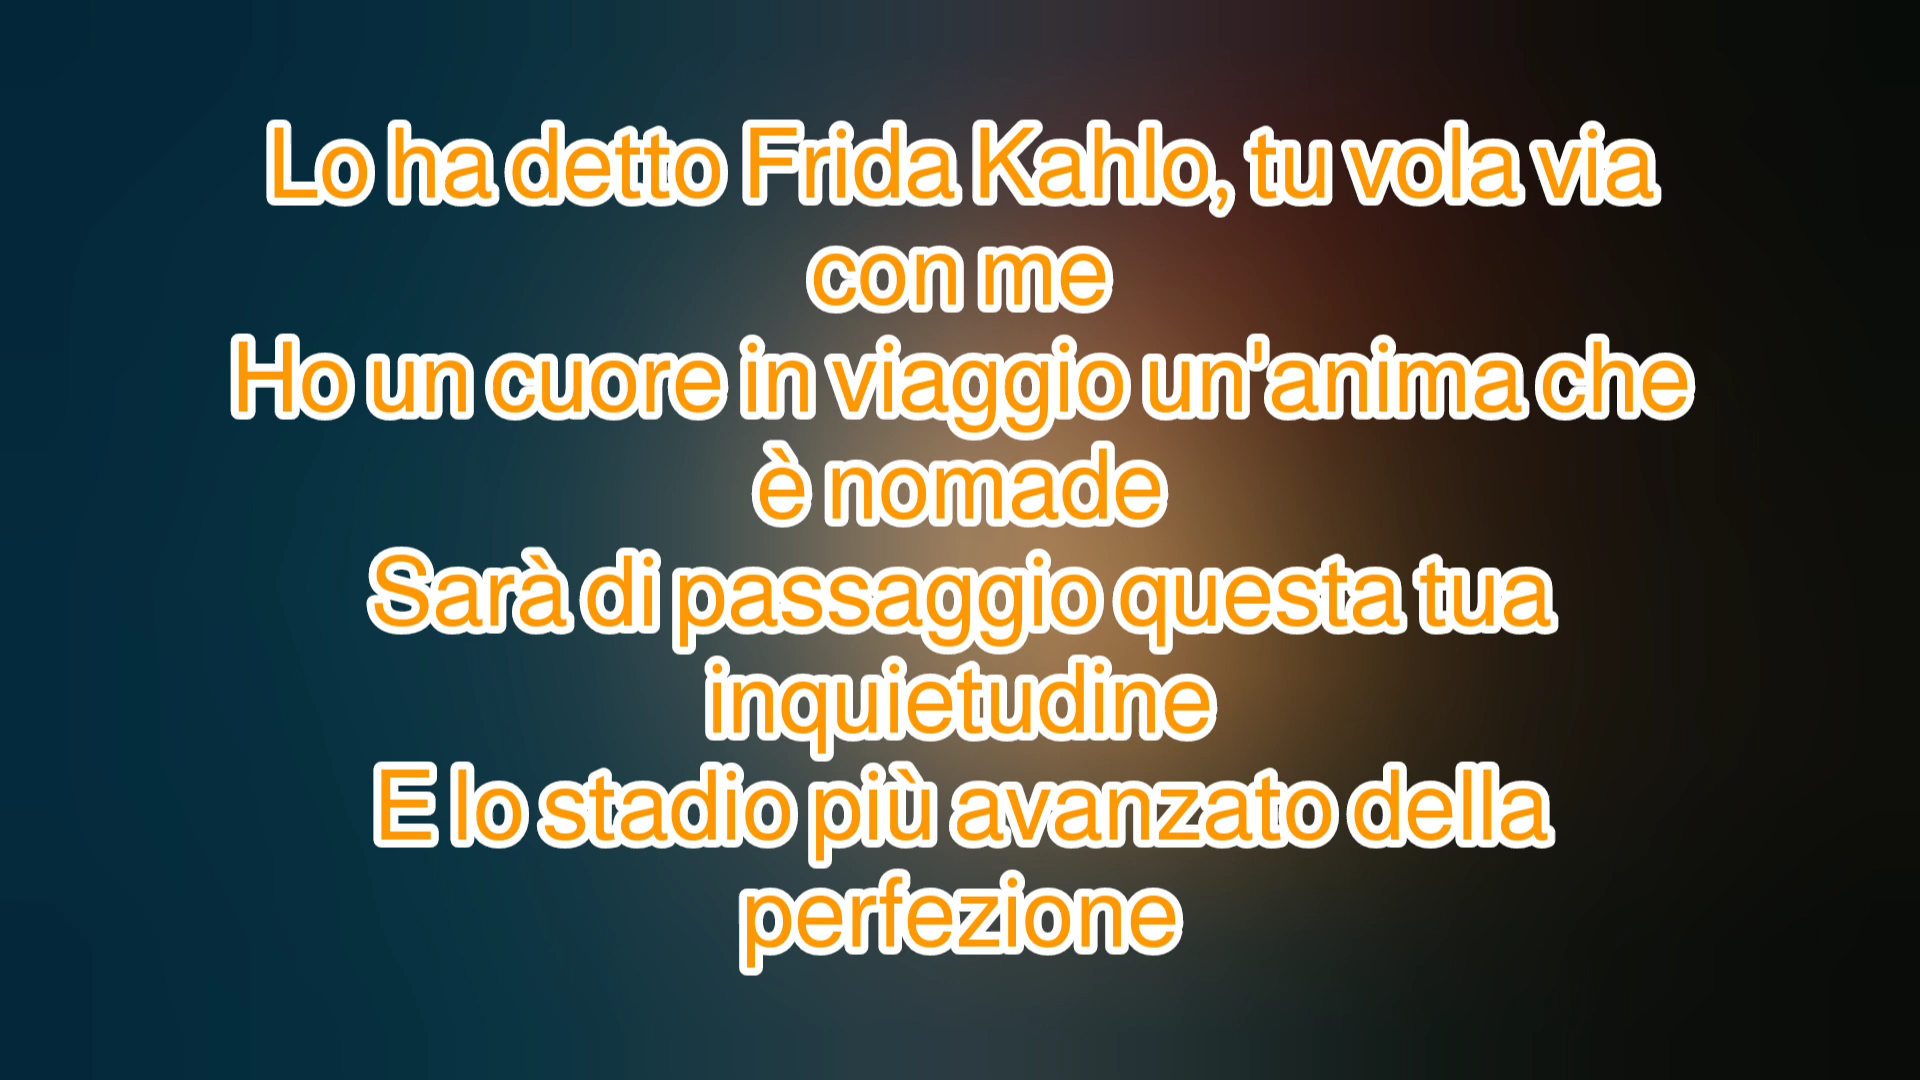 Lo ha detto Frida Kahlo, tu vola via
con me
Ho un cuore in viaggio un'anima che
è nomade
Sarà di passaggio questa tua
inquietudine
E lo stadio più avanzato della
perfezione